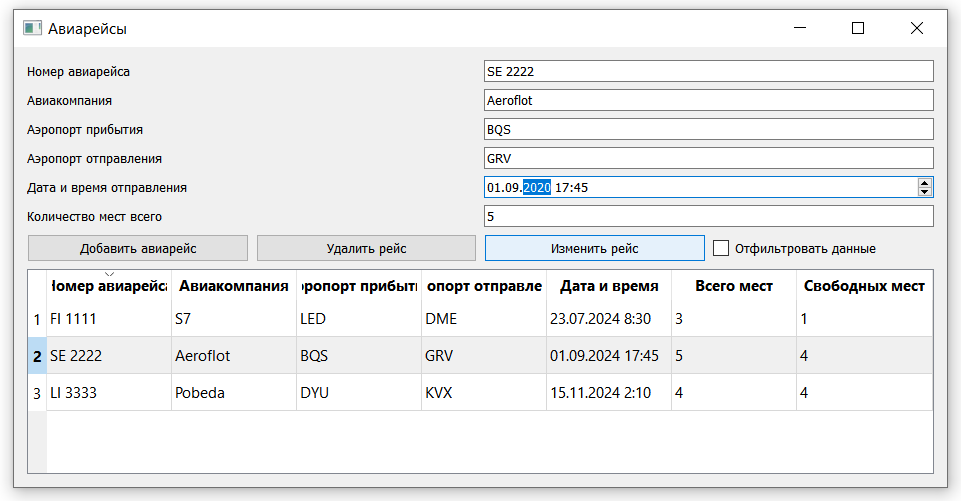 Авиарейсы
Номер авиарейса SE 2222
Авиакомпания Aeroflot
Аэропорт прибытия BQS
Аэропорт отправления GRV
Дата и время отправления 01.09.2020 17:45
Количество мест всего 5
Добавить авиарейс Удалить рейс Изменить рейс Отфильтровать данные
Номер авиарейса Авиакомпания эропорт прибыти опорт отправле Дата и время Всего мест Свободных мест
1 FI 1111 S7 LED DME 23.07.2024 8:30 3 1
2 SE 2222 Aeroflot BQS GRV 01.09.2024 17:45 5 4
3 LI 3333 Pobeda DYU KVX 15.11.2024 2:10 4 4